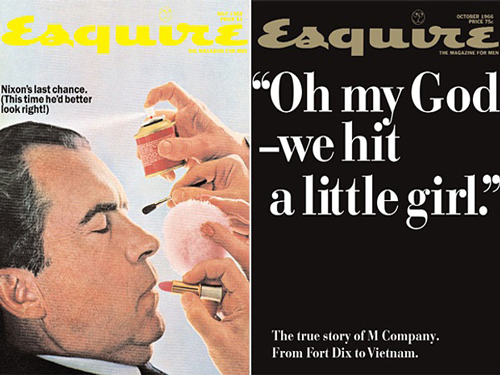 Esquire
THE MAGAZINE FOR MEN
Nixon's last chance.
(This time he'd better
look right!)
Esquire
OCTOBER 1966
PRICE 75c
THE MAGAZINE FOR MEN
“Oh my God
–we hit
a little girl.”
The true story of M Company.
From Fort Dix to Vietnam.